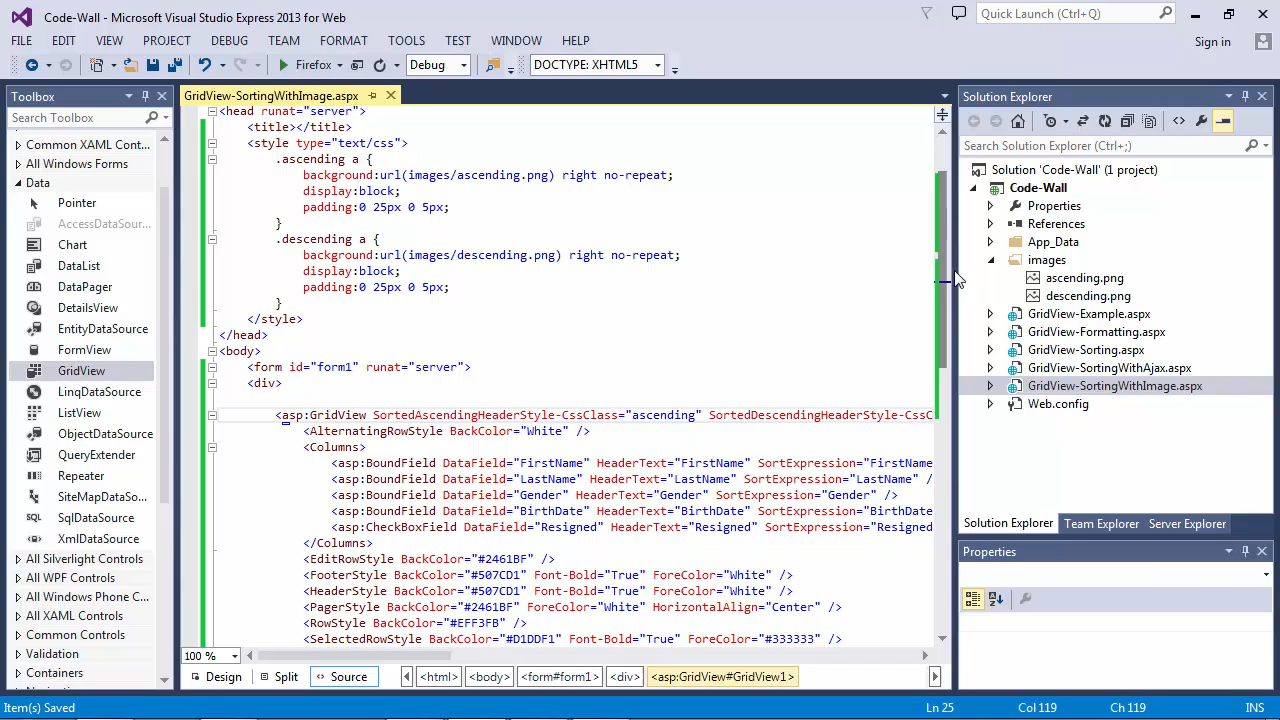 Code-Wall - Microsoft Visual Studio Express 2013 for Web
Quick Launch (Ctrl+Q)
FILE EDIT VIEW PROJECT DEBUG TEAM FORMAT TOOLS TEST WINDOW HELP
Sign in
Firefox Debug DOCTYPE: XHTML5
Toolbox
Search Toolbox
Common XAML Cont...
All Windows Forms
Data
Pointer
AccessDataSour...
Chart
DataList
DataPager
DetailsView
EntityDataSource
FormView
GridView
LinqDataSource
ListView
ObjectDataSource
QueryExtender
Repeater
SiteMapDataSo...
SQL SqlDataSource
XmlDataSource
All Silverlight Controls
All WPF Controls
All Windows Phone C...
All XAML Controls
Common Controls
Validation
Containers
GridView-SortingWithImage.aspx
<head runat="server">
<title></title>
<style type="text/css">
.ascending a {
background:url(images/ascending.png) right no-repeat;
display:block;
padding:0 25px 0 5px;
}
.descending a {
background:url(images/descending.png) right no-repeat;
display:block;
padding:0 25px 0 5px;
}
</style>
</head>
<body>
<form id="form1" runat="server">
<div>
<asp:GridView SortedAscendingHeaderStyle-CssClass="ascending" SortedDescendingHeaderStyle-CssC
<AlternatingRowStyle BackColor="White" />
<Columns>
<asp:BoundField DataField="FirstName" HeaderText="FirstName" SortExpression="FirstName
<asp:BoundField DataField="LastName" HeaderText="LastName" SortExpression="LastName" /
<asp:BoundField DataField="Gender" HeaderText="Gender" SortExpression="Gender" />
<asp:BoundField DataField="BirthDate" HeaderText="BirthDate" SortExpression="BirthDate
<asp:CheckBoxField DataField="Resigned" HeaderText="Resigned" SortExpression="Resigned
</Columns>
<EditRowStyle BackColor="#2461BF" />
<FooterStyle BackColor="#507CD1" Font-Bold="True" ForeColor="White" />
<HeaderStyle BackColor="#507CD1" Font-Bold="True" ForeColor="White" />
<PagerStyle BackColor="#2461BF" ForeColor="White" HorizontalAlign="Center" />
<RowStyle BackColor="#EFF3FB" />
<SelectedRowStyle BackColor="#D1DDF1" Font-Bold="True" ForeColor="#333333" />
100 %
Design Split Source <html> <body> <form#form1> <div> <asp:GridView#GridView1>
Solution Explorer
Search Solution Explorer (Ctrl+;)
Solution 'Code-Wall' (1 project)
Code-Wall
Properties
References
App_Data
images
ascending.png
descending.png
GridView-Example.aspx
GridView-Formatting.aspx
GridView-Sorting.aspx
GridView-SortingWithAjax.aspx
GridView-SortingWithImage.aspx
Web.config
Solution Explorer Team Explorer Server Explorer
Properties
Item(s) Saved Ln 25 Col 119 Ch 119 INS